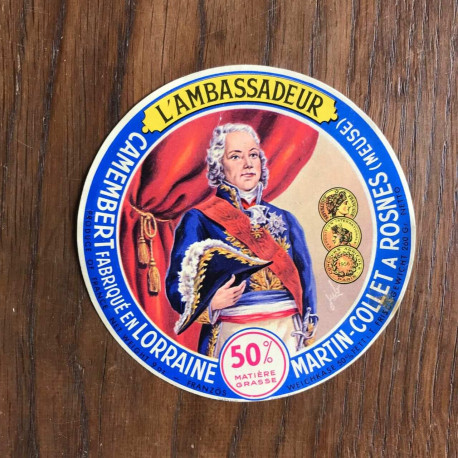 L'AMBASSADEUR
CAMEMBERT FABRIQUÉ EN LORRAINE
MARTIN-COLLET A ROSNES (MEUSE)
50%
MATIÈRE
GRASSE